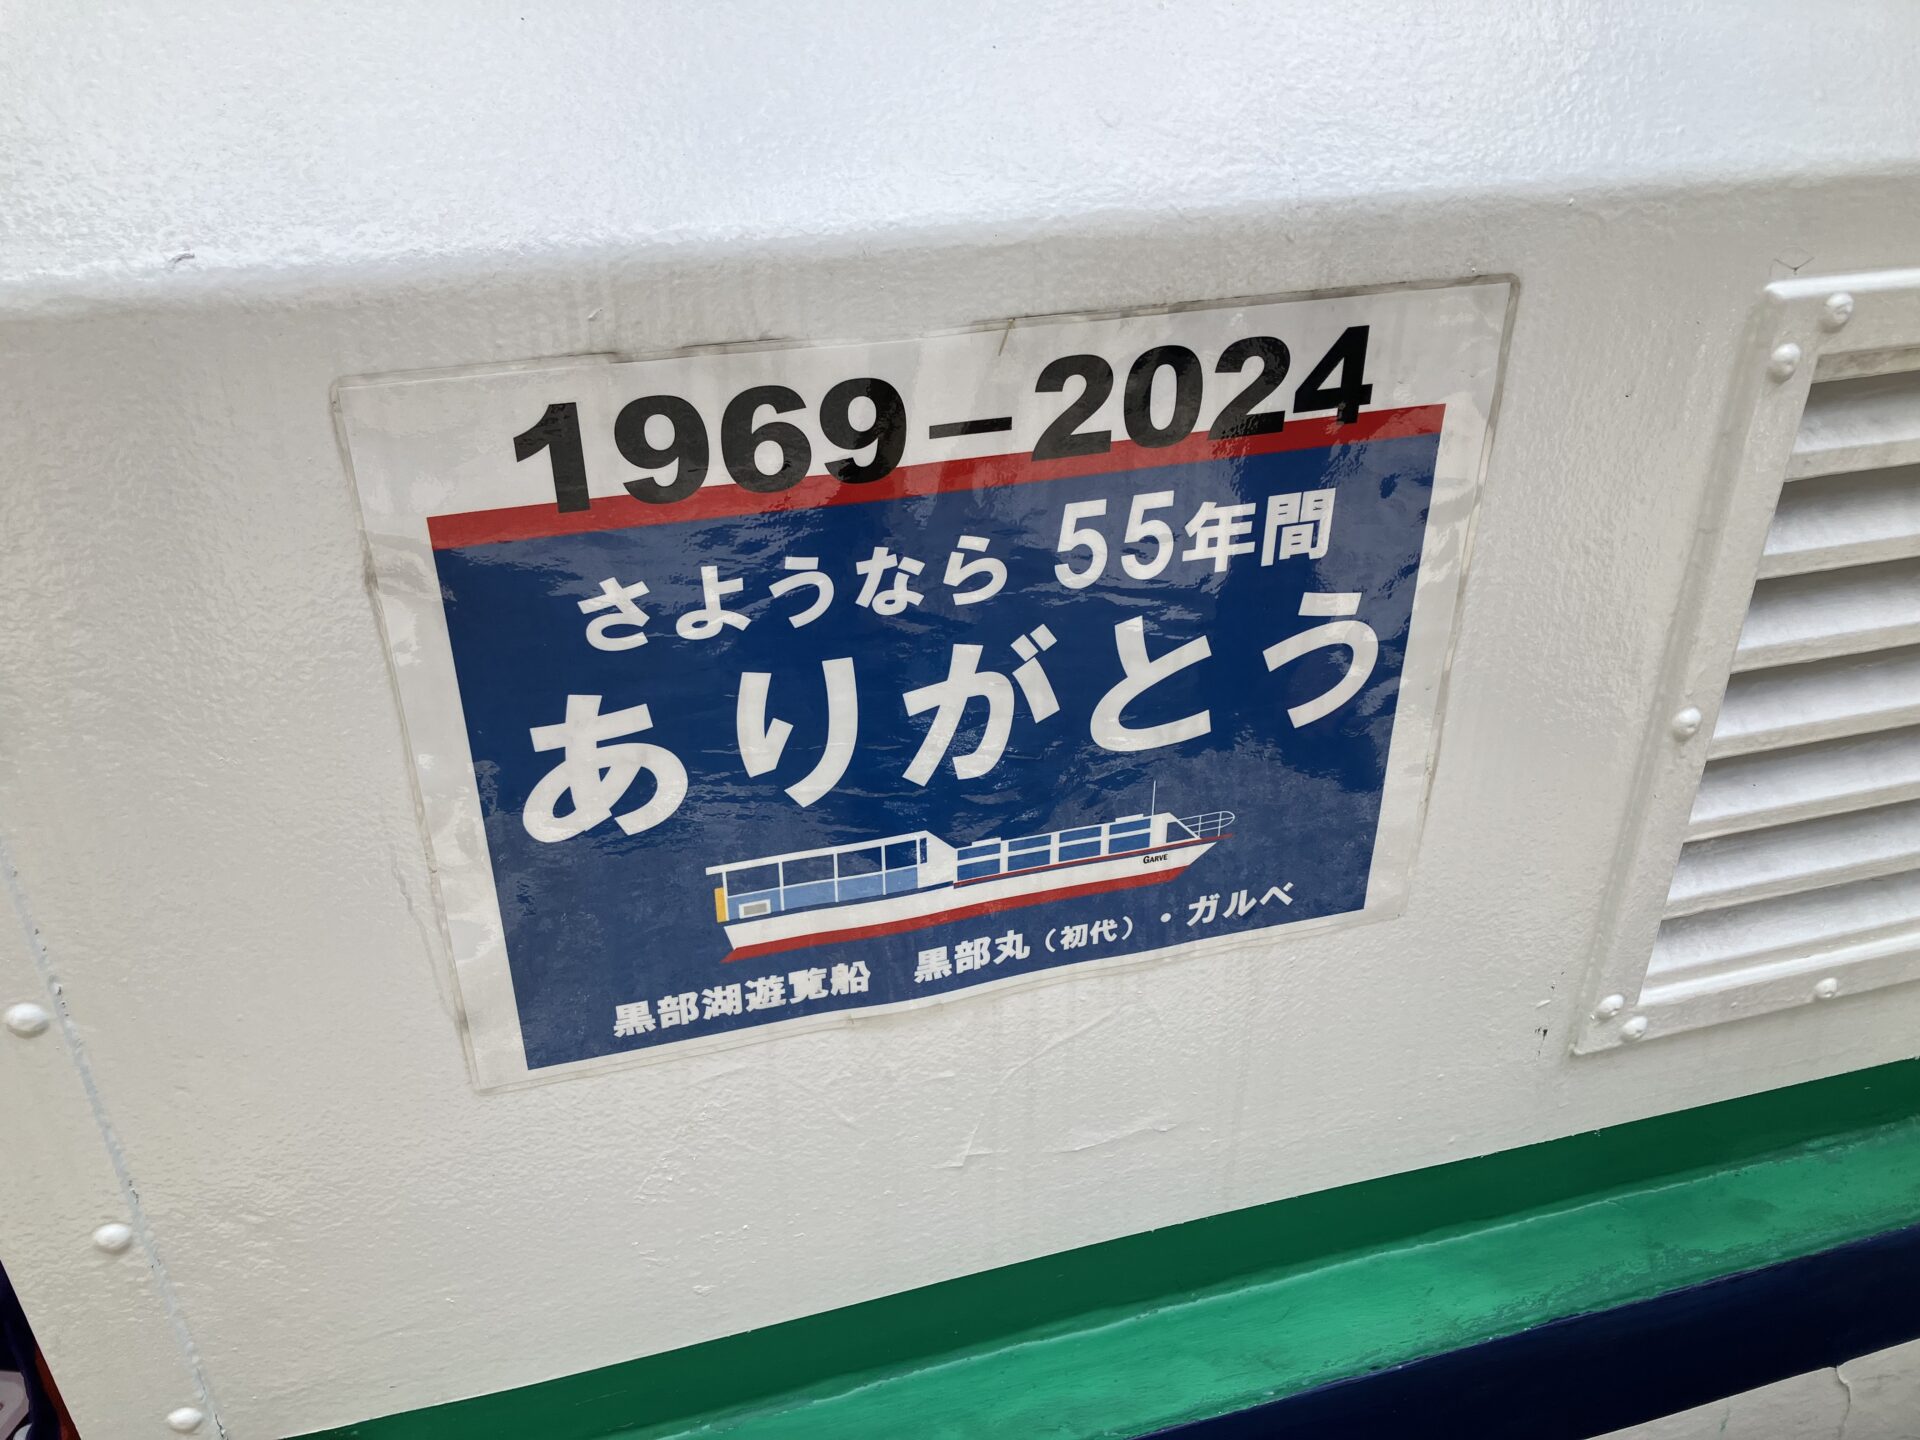 1969－2024
さようなら 55年間
ありがとう
GARVE
黒部湖遊覧船　黒部丸（初代）・ガルベ